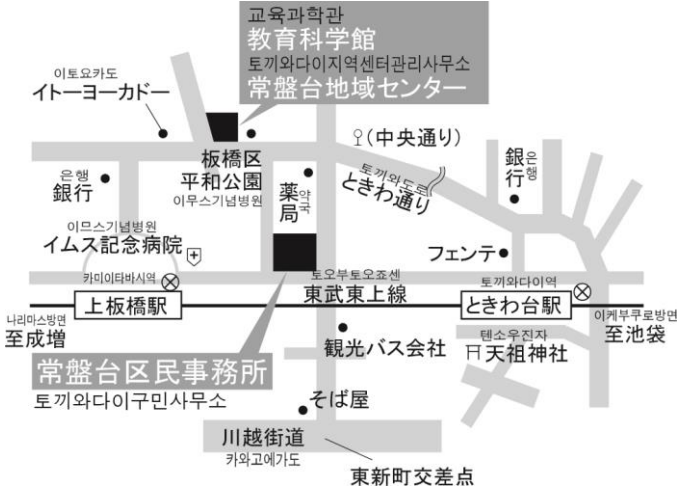 교육과학관
教育科学館
토끼와다이지역센터관리사무소
常盤台地域センター
이토요카도
イトーヨーカドー
(中央通り)
板橋区
平和公園
이무스기념병원
은행
銀行
薬局
약국
토끼와도로
ときわ通り
銀行
은행
이므스기념병원
イムス記念病院
フェンテ
카미이타바시역
上板橋駅
토오부토오죠센
東武東上線
토끼와다이역
ときわ台駅
나리마스방면
至成増
이케부쿠로방면
至池袋
観光バス会社
텐소우진자
天祖神社
常盤台区民事務所
토끼와다이구민사무소
そば屋
川越街道
카와고에가도
東新町交差点